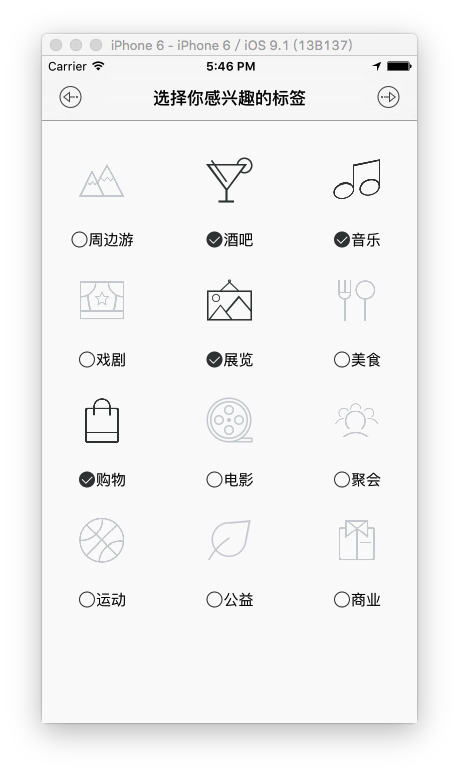 iPhone 6 - iPhone 6 / iOS 9.1 (13B137)
Carrier 5:46 PM
选择你感兴趣的标签
周边游 酒吧 音乐
戏剧 展览 美食
购物 电影 聚会
运动 公益 商业